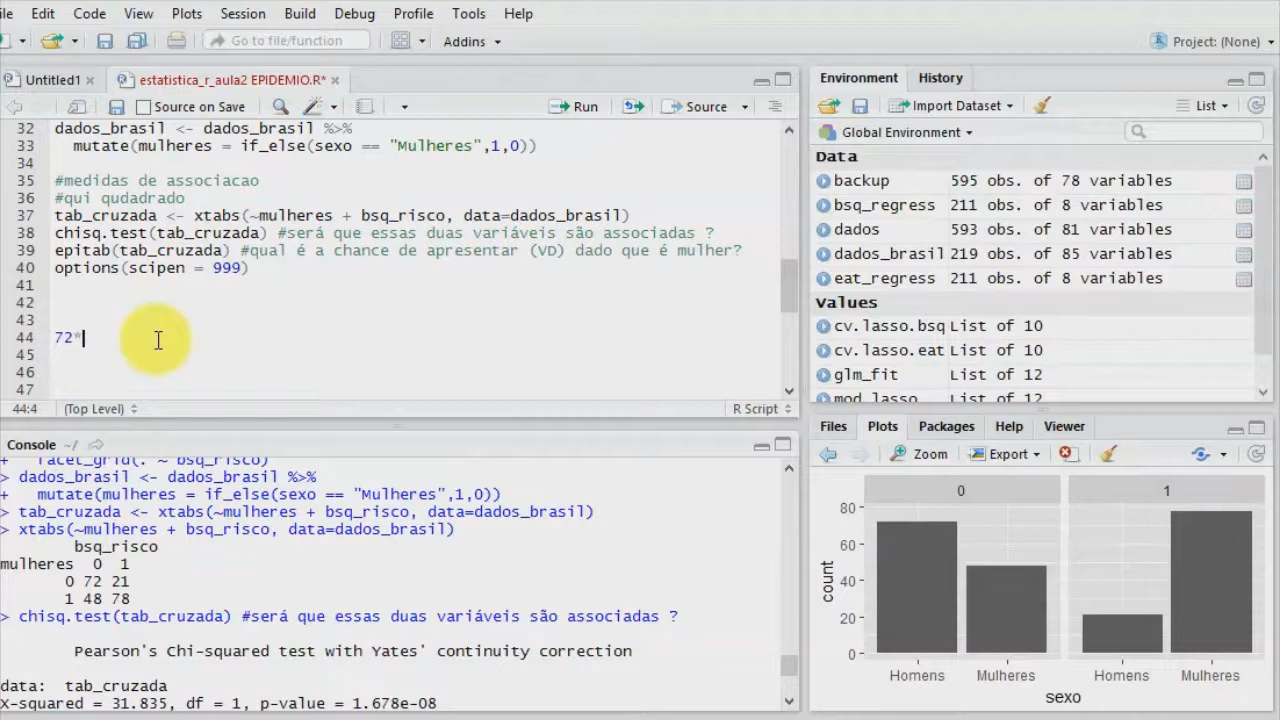 ile Edit Code View Plots Session Build Debug Profile Tools Help
Go to file/function Addins Project: (None)
Untitled1 estatistica_r_aula2 EPIDEMIO.R*
Source on Save Run Source
32 dados_brasil <- dados_brasil %>%
33 mutate(mulheres = if_else(sexo == "Mulheres",1,0))
34
35 #medidas de associacao
36 #qui qudadrado
37 tab_cruzada <- xtabs(~mulheres + bsq_risco, data=dados_brasil)
38 chisq.test(tab_cruzada) #será que essas duas variáveis são associadas ?
39 epitab(tab_cruzada) #qual é a chance de apresentar (VD) dado que é mulher?
40 options(scipen = 999)
41
42
43
44 72*
45
46
47
44:4 (Top Level) R Script
Console ~/
+ facet_grid(. ~ bsq_risco)
> dados_brasil <- dados_brasil %>%
+ mutate(mulheres = if_else(sexo == "Mulheres",1,0))
> tab_cruzada <- xtabs(~mulheres + bsq_risco, data=dados_brasil)
> xtabs(~mulheres + bsq_risco, data=dados_brasil)
bsq_risco
mulheres 0 1
0 72 21
1 48 78
> chisq.test(tab_cruzada) #será que essas duas variáveis são associadas ?
Pearson's Chi-squared test with Yates' continuity correction
data: tab_cruzada
X-squared = 31.835, df = 1, p-value = 1.678e-08
Environment History
Import Dataset List
Global Environment
Data
backup 595 obs. of 78 variables
bsq_regress 211 obs. of 8 variables
dados 593 obs. of 81 variables
dados_brasil 219 obs. of 85 variables
eat_regress 211 obs. of 8 variables
Values
cv.lasso.bsq List of 10
cv.lasso.eat List of 10
glm_fit List of 12
mod_lasso List of 12
Files Plots Packages Help Viewer
Zoom Export
0 1
80
60
40
20
0
count
Homens Mulheres Homens Mulheres
sexo